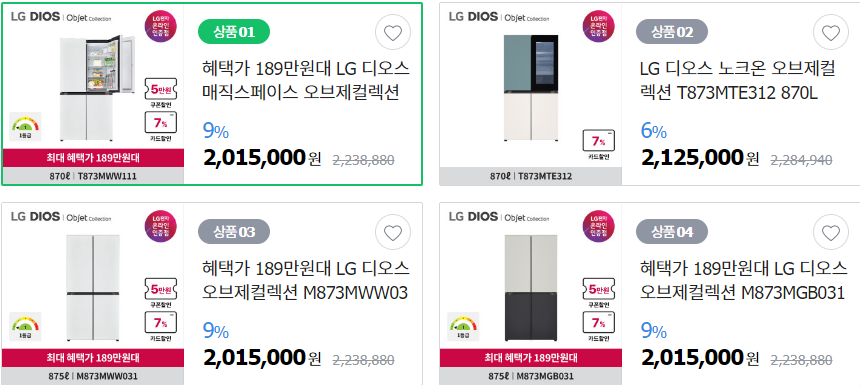 LG DIOS | Objet Collection
LG전자
온라인
인증점
5만원
쿠폰할인
7%
카드할인
1등급
최대 혜택가 189만원대
870ℓ | T873MWW111
상품 01
혜택가 189만원대 LG 디오스
매직스페이스 오브제컬렉션
9%
2,015,000원 2,238,880
LG DIOS | Objet Collection
LG전자
온라인
인증점
7%
카드할인
870ℓ | T873MTE312
상품 02
LG 디오스 노크온 오브제컬
렉션 T873MTE312 870L
6%
2,125,000원 2,284,940
LG DIOS | Objet Collection
LG전자
온라인
인증점
5만원
쿠폰할인
7%
카드할인
1등급
최대 혜택가 189만원대
875ℓ | M873MWW031
상품 03
혜택가 189만원대 LG 디오스
오브제컬렉션 M873MWW03
9%
2,015,000원 2,238,880
LG DIOS | Objet Collection
LG전자
온라인
인증점
5만원
쿠폰할인
7%
카드할인
1등급
최대 혜택가 189만원대
875ℓ | M873MGB031
상품 04
혜택가 189만원대 LG 디오스
오브제컬렉션 M873MGB031
9%
2,015,000원 2,238,880